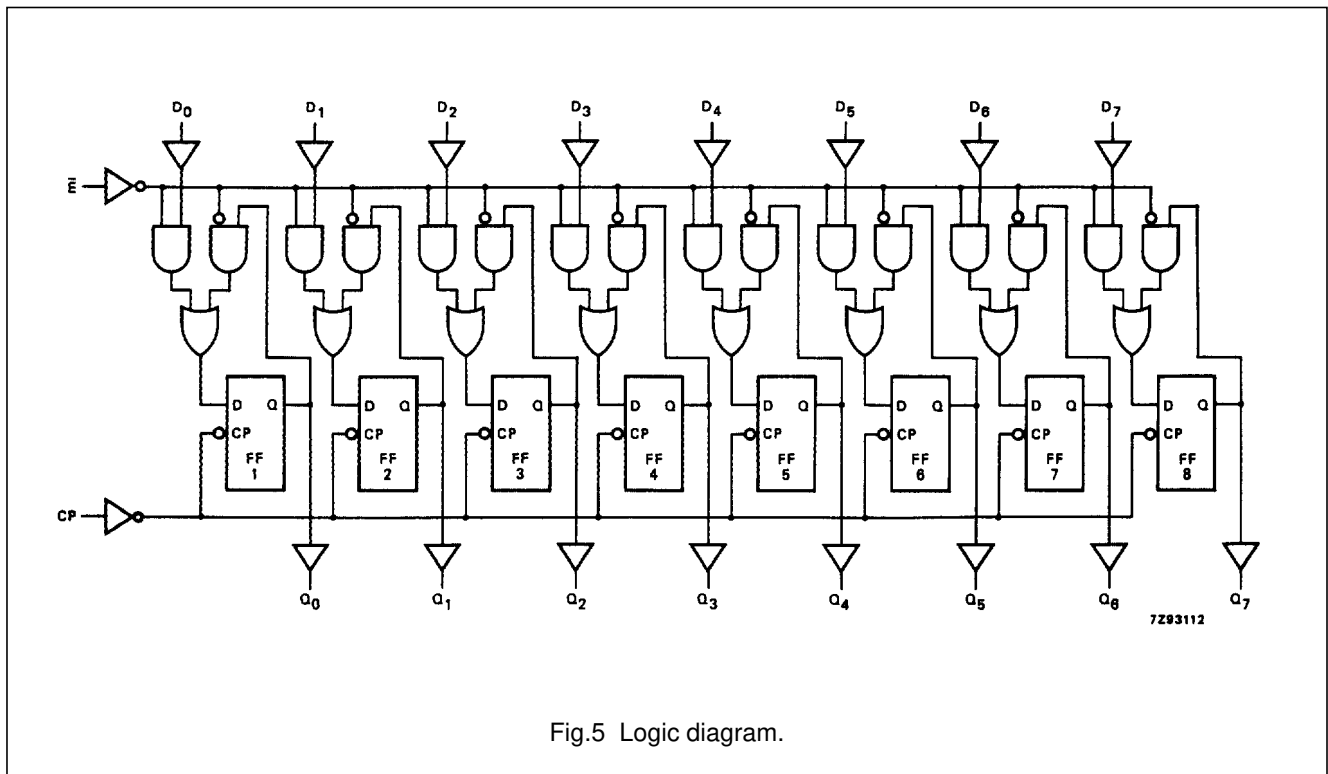 D0 D1 D2 D3 D4 D5 D6 D7
E̅
D Q D Q D Q D Q D Q D Q D Q D Q
CP CP CP CP CP CP CP CP
FF FF FF FF FF FF FF FF
1 2 3 4 5 6 7 8
CP
Q0 Q1 Q2 Q3 Q4 Q5 Q6 Q7
7Z93112
Fig.5 Logic diagram.